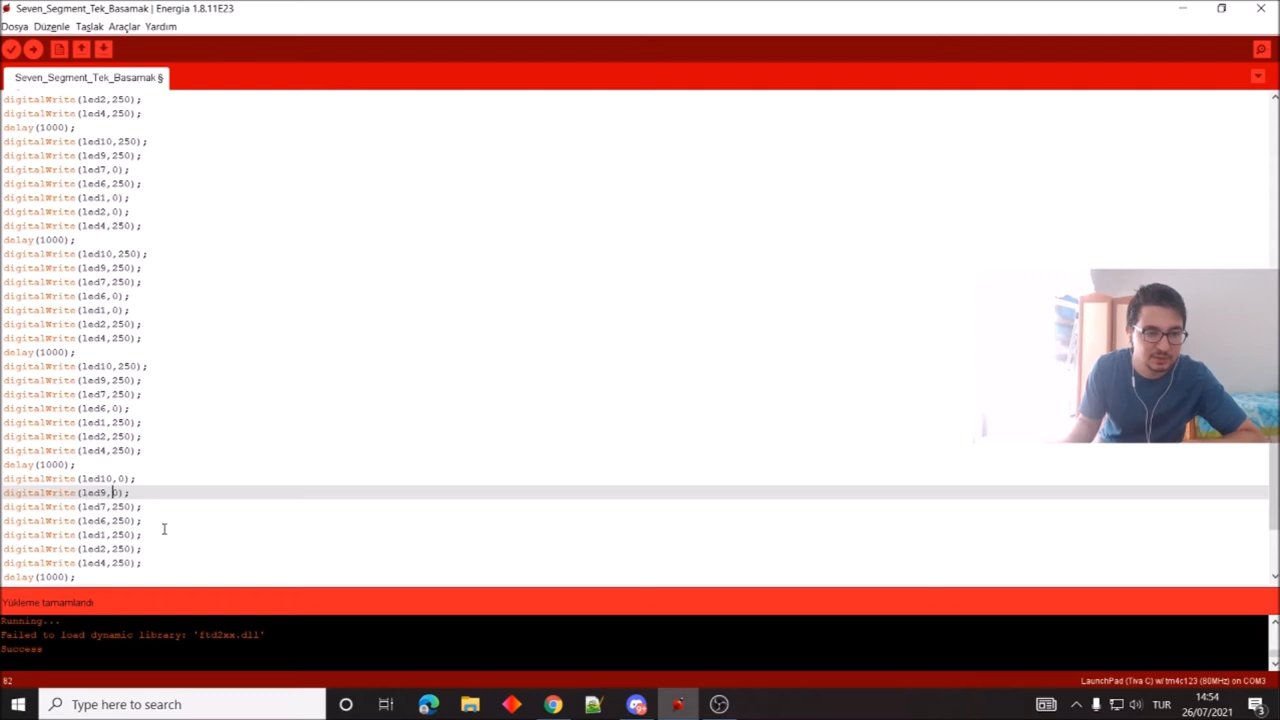 Seven_Segment_Tek_Basamak | Energia 1.8.11E23
Dosya Düzenle Taslak Araçlar Yardım
Seven_Segment_Tek_Basamak §
digitalWrite(led2,250);
digitalWrite(led4,250);
delay(1000);
digitalWrite(led10,250);
digitalWrite(led9,250);
digitalWrite(led7,0);
digitalWrite(led6,250);
digitalWrite(led1,0);
digitalWrite(led2,0);
digitalWrite(led4,250);
delay(1000);
digitalWrite(led10,250);
digitalWrite(led9,250);
digitalWrite(led7,250);
digitalWrite(led6,0);
digitalWrite(led1,0);
digitalWrite(led2,250);
digitalWrite(led4,250);
delay(1000);
digitalWrite(led10,250);
digitalWrite(led9,250);
digitalWrite(led7,250);
digitalWrite(led6,0);
digitalWrite(led1,250);
digitalWrite(led2,250);
digitalWrite(led4,250);
delay(1000);
digitalWrite(led10,0);
digitalWrite(led9,0);
digitalWrite(led7,250);
digitalWrite(led6,250);
digitalWrite(led1,250);
digitalWrite(led2,250);
digitalWrite(led4,250);
delay(1000);
Yükleme tamamlandı
Running...
Failed to load dynamic library: 'ftd2xx.dll'
Success
82
LaunchPad (Tiva C) w/ tm4c123 (80MHz) on COM3
Type here to search
TUR
14:54
26/07/2021
3